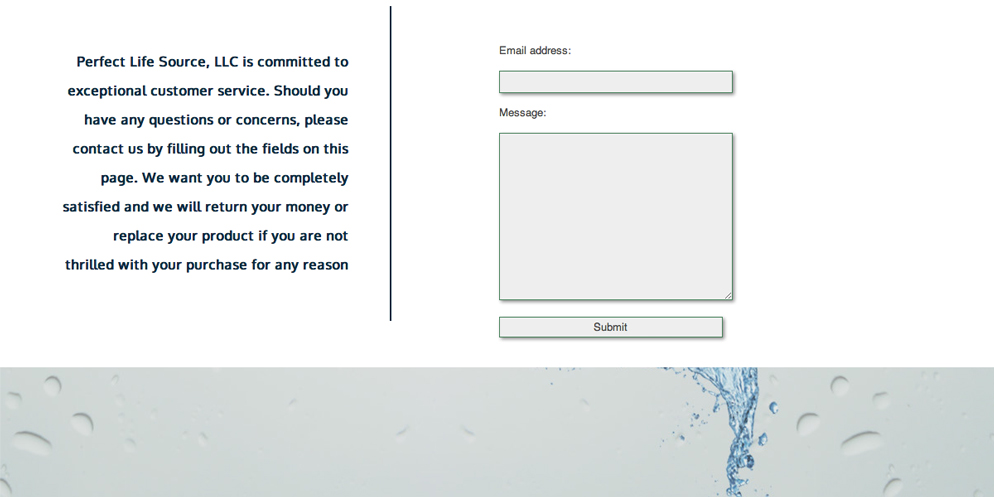 Perfect Life Source, LLC is committed to
exceptional customer service. Should you
have any questions or concerns, please
contact us by filling out the fields on this
page. We want you to be completely
satisfied and we will return your money or
replace your product if you are not
thrilled with your purchase for any reason
Email address:
Message:
Submit